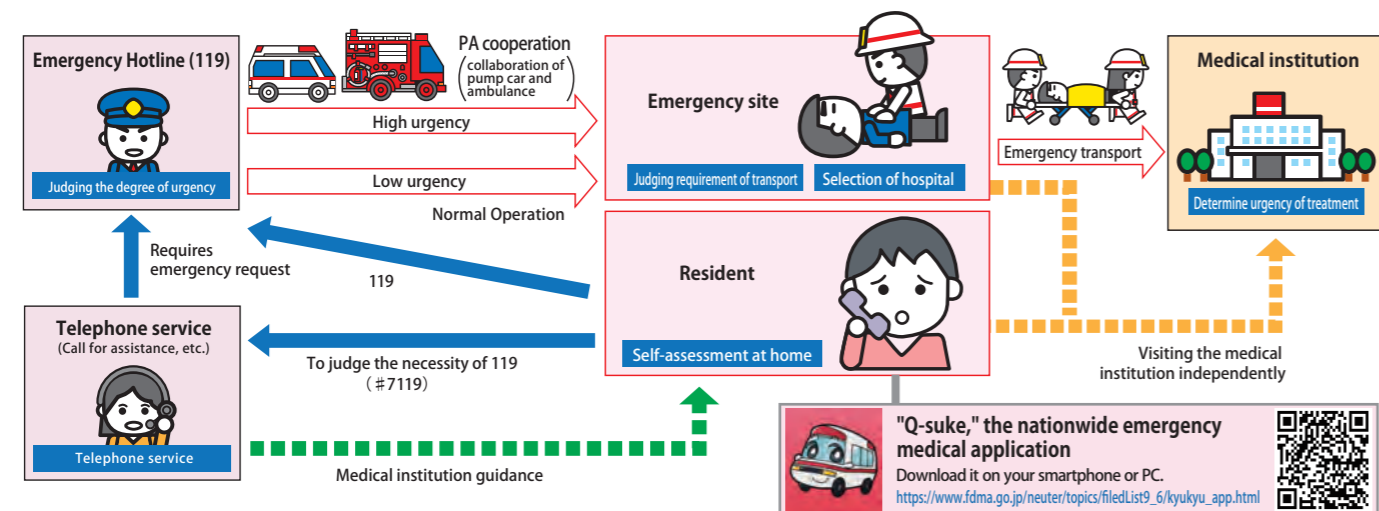 Emergency Hotline (119)
Judging the degree of urgency
PA cooperation
(collaboration of
pump car and
ambulance)
High urgency
Low urgency
Normal Operation
Emergency site
Judging requirement of transport
Selection of hospital
Emergency transport
Medical institution
Determine urgency of treatment
Requires
emergency request
119
Resident
Self-assessment at home
Telephone service
(Call for assistance, etc.)
Telephone service
To judge the necessity of 119
(♯7119)
Medical institution guidance
Visiting the medical
institution independently
"Q-suke," the nationwide emergency
medical application
Download it on your smartphone or PC.
https://www.fdma.go.jp/neuter/topics/filedList9_6/kyukyu_app.html